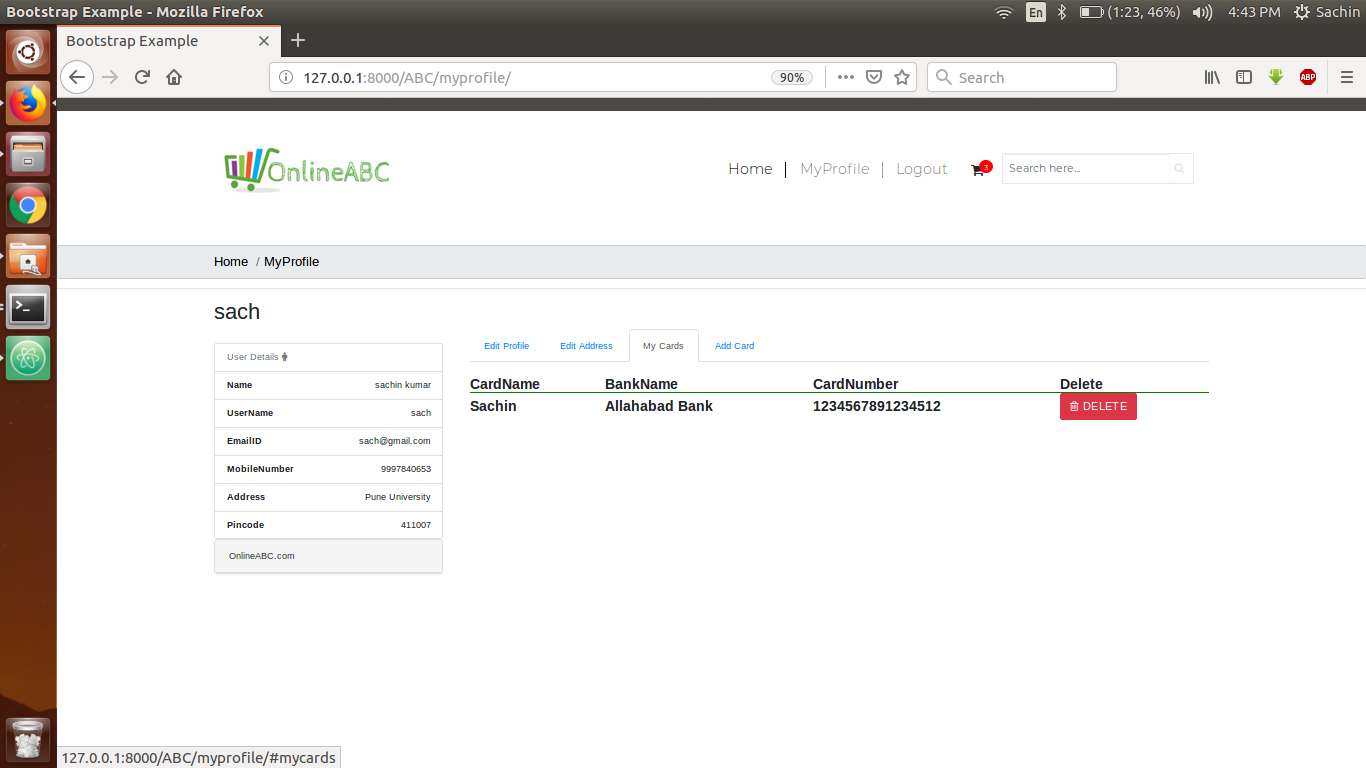 Bootstrap Example - Mozilla Firefox En (1:23, 46%) 4:43 PM Sachin
Bootstrap Example
127.0.0.1:8000/ABC/myprofile/ 90% Search ABP
OnlineABC Home | MyProfile | Logout 3 Search here...
Home / MyProfile
sach
Edit Profile Edit Address My Cards Add Card
User Details
CardName BankName CardNumber Delete
Name sachin kumar
Sachin Allahabad Bank 1234567891234512 DELETE
UserName sach
EmailID sach@gmail.com
MobileNumber 9997840653
Address Pune University
Pincode 411007
OnlineABC.com
127.0.0.1:8000/ABC/myprofile/#mycards